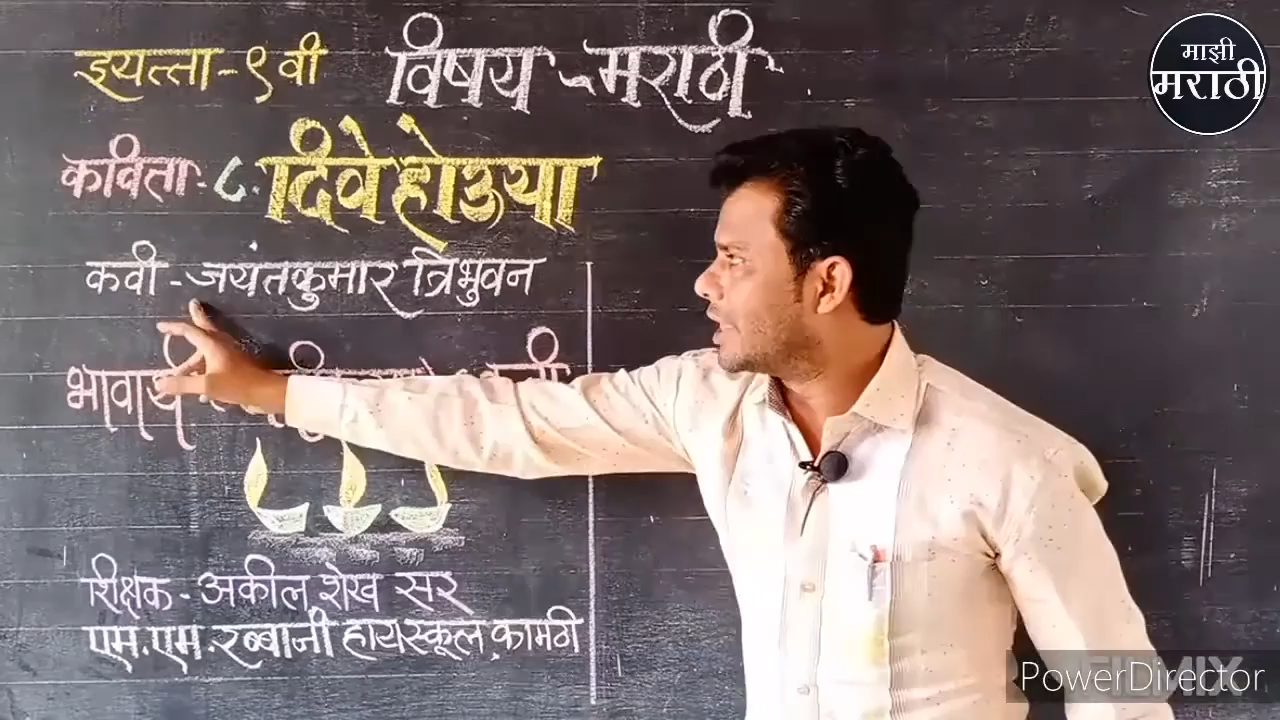 इयत्ता - ९ वी विषय - मराठी
कविता - ८. दिवे होऊया
कवी - जयंतकुमार त्रिभुवन
भावार्थ
शिक्षक - अकील शेख सर
एम. एम. रब्बानी हायस्कूल, कामठी
माझी
मराठी
PowerDirector